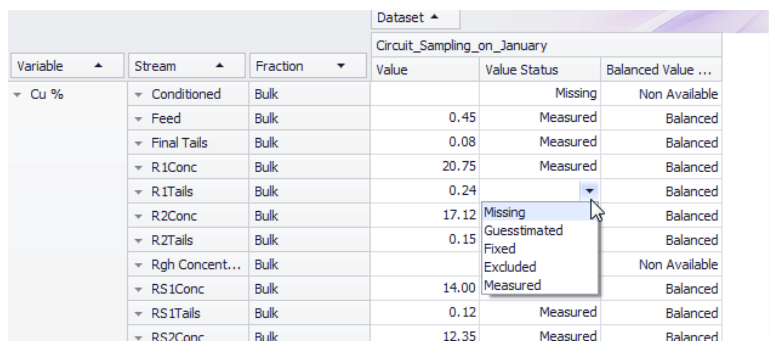 Dataset
Circuit_Sampling_on_January
Variable Stream Fraction Value Value Status Balanced Value ...
Cu % Conditioned Bulk Missing Non Available
Feed Bulk 0.45 Measured Balanced
Final Tails Bulk 0.08 Measured Balanced
R1Conc Bulk 20.75 Measured Balanced
R1Tails Bulk 0.24 Balanced
R2Conc Bulk 17.12 Missing Balanced
Guesstimated
R2Tails Bulk 0.15 Fixed Balanced
Rgh Concent... Bulk Excluded Non Available
RS1Conc Bulk 14.00 Measured Balanced
RS1Tails Bulk 0.12 Measured Balanced
RS2Conc Bulk 12.35 Measured Balanced